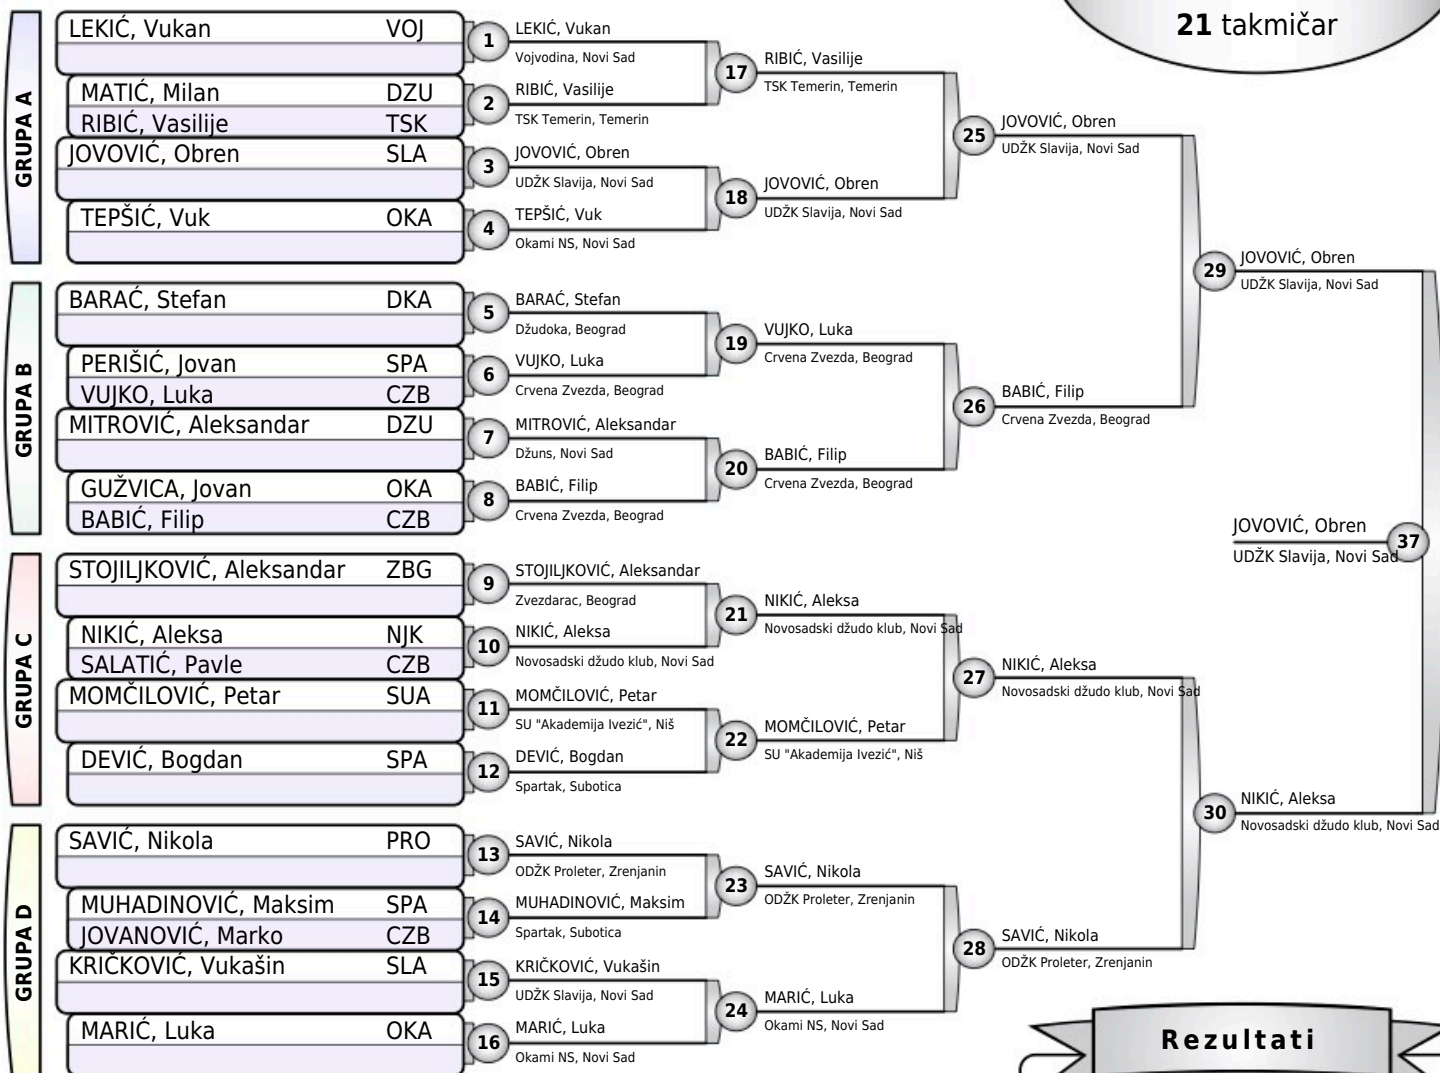 21 takmičar
GRUPA A
LEKIĆ, Vukan VOJ
MATIĆ, Milan DZU
RIBIĆ, Vasilije TSK
JOVOVIĆ, Obren SLA
TEPŠIĆ, Vuk OKA
GRUPA B
BARAĆ, Stefan DKA
PERIŠIĆ, Jovan SPA
VUJKO, Luka CZB
MITROVIĆ, Aleksandar DZU
GUŽVICA, Jovan OKA
BABIĆ, Filip CZB
GRUPA C
STOJILJKOVIĆ, Aleksandar ZBG
NIKIĆ, Aleksa NJK
SALATIĆ, Pavle CZB
MOMČILOVIĆ, Petar SUA
DEVIĆ, Bogdan SPA
GRUPA D
SAVIĆ, Nikola PRO
MUHADINOVIĆ, Maksim SPA
JOVANOVIĆ, Marko CZB
KRIČKOVIĆ, Vukašin SLA
MARIĆ, Luka OKA
1 LEKIĆ, Vukan
Vojvodina, Novi Sad
2 RIBIĆ, Vasilije
TSK Temerin, Temerin
3 JOVOVIĆ, Obren
UDŽK Slavija, Novi Sad
4 TEPŠIĆ, Vuk
Okami NS, Novi Sad
5 BARAĆ, Stefan
Džudoka, Beograd
6 VUJKO, Luka
Crvena Zvezda, Beograd
7 MITROVIĆ, Aleksandar
Džuns, Novi Sad
8 BABIĆ, Filip
Crvena Zvezda, Beograd
9 STOJILJKOVIĆ, Aleksandar
Zvezdarac, Beograd
10 NIKIĆ, Aleksa
Novosadski džudo klub, Novi Sad
11 MOMČILOVIĆ, Petar
SU "Akademija Ivezić", Niš
12 DEVIĆ, Bogdan
Spartak, Subotica
13 SAVIĆ, Nikola
ODŽK Proleter, Zrenjanin
14 MUHADINOVIĆ, Maksim
Spartak, Subotica
15 KRIČKOVIĆ, Vukašin
UDŽK Slavija, Novi Sad
16 MARIĆ, Luka
Okami NS, Novi Sad
17 RIBIĆ, Vasilije
TSK Temerin, Temerin
18 JOVOVIĆ, Obren
UDŽK Slavija, Novi Sad
19 VUJKO, Luka
Crvena Zvezda, Beograd
20 BABIĆ, Filip
Crvena Zvezda, Beograd
21 NIKIĆ, Aleksa
Novosadski džudo klub, Novi Sad
22 MOMČILOVIĆ, Petar
SU "Akademija Ivezić", Niš
23 SAVIĆ, Nikola
ODŽK Proleter, Zrenjanin
24 MARIĆ, Luka
Okami NS, Novi Sad
25 JOVOVIĆ, Obren
UDŽK Slavija, Novi Sad
26 BABIĆ, Filip
Crvena Zvezda, Beograd
27 NIKIĆ, Aleksa
Novosadski džudo klub, Novi Sad
28 SAVIĆ, Nikola
ODŽK Proleter, Zrenjanin
29 JOVOVIĆ, Obren
UDŽK Slavija, Novi Sad
30 NIKIĆ, Aleksa
Novosadski džudo klub, Novi Sad
JOVOVIĆ, Obren 37
UDŽK Slavija, Novi Sad
Rezultati